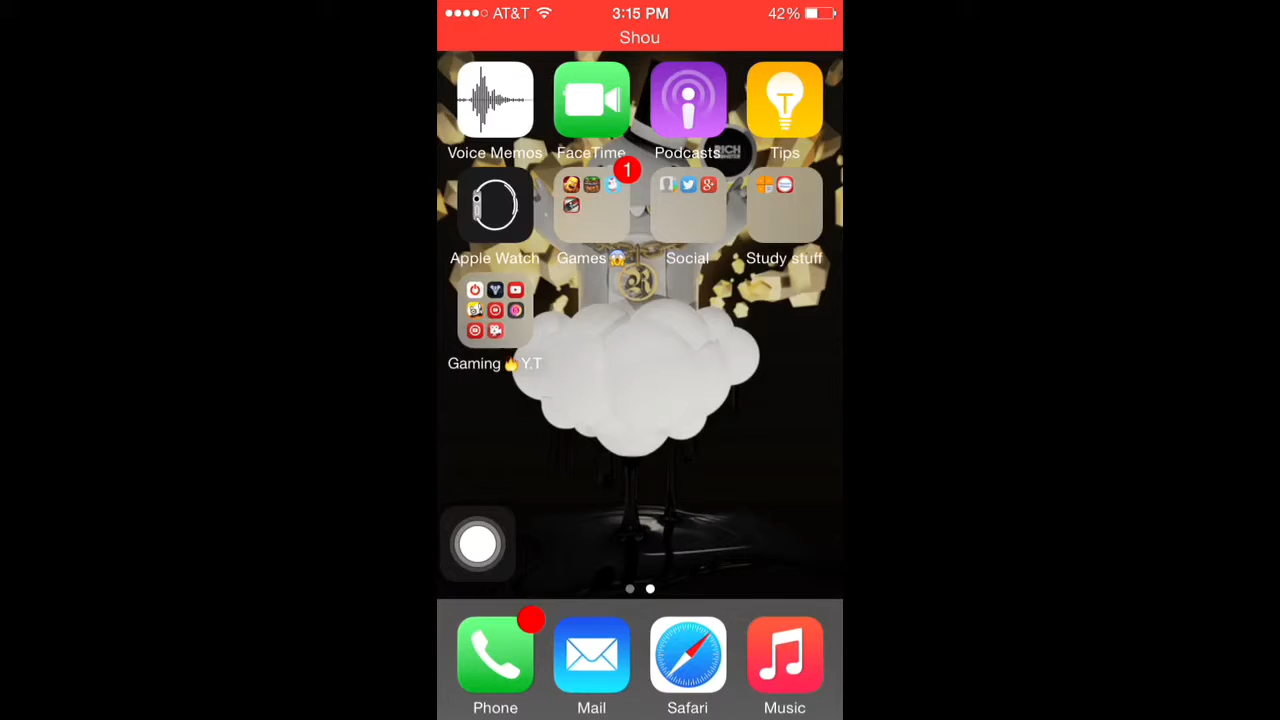 AT&T 3:15 PM 42%
Shou
Voice Memos FaceTime Podcasts Tips
RICH
1
Apple Watch Games😱 Social Study stuff
Gaming🔥Y.T
Phone Mail Safari Music